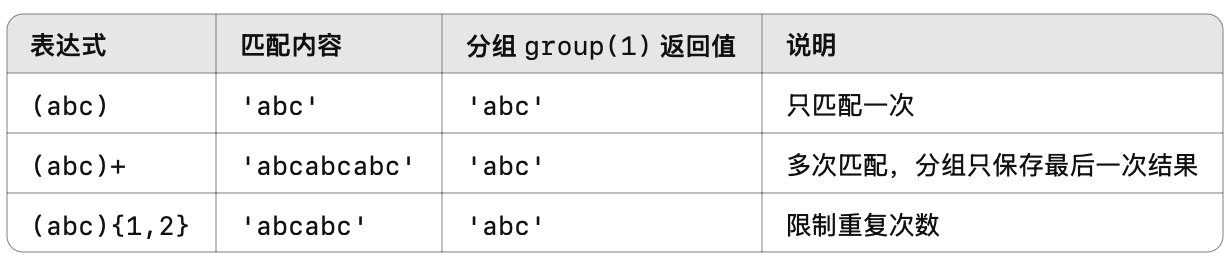 表达式 匹配内容 分组 group(1) 返回值 说明
(abc) 'abc' 'abc' 只匹配一次
(abc)+ 'abcabcabc' 'abc' 多次匹配，分组只保存最后一次结果
(abc){1,2} 'abcabc' 'abc' 限制重复次数